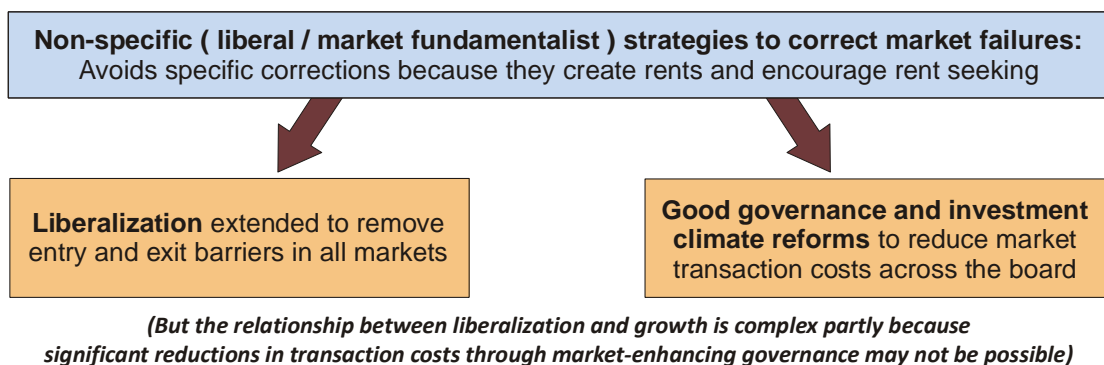 Non-specific ( liberal / market fundamentalist ) strategies to correct market failures:
Avoids specific corrections because they create rents and encourage rent seeking
Liberalization extended to remove
entry and exit barriers in all markets
Good governance and investment
climate reforms to reduce market
transaction costs across the board
(But the relationship between liberalization and growth is complex partly because
significant reductions in transaction costs through market-enhancing governance may not be possible)